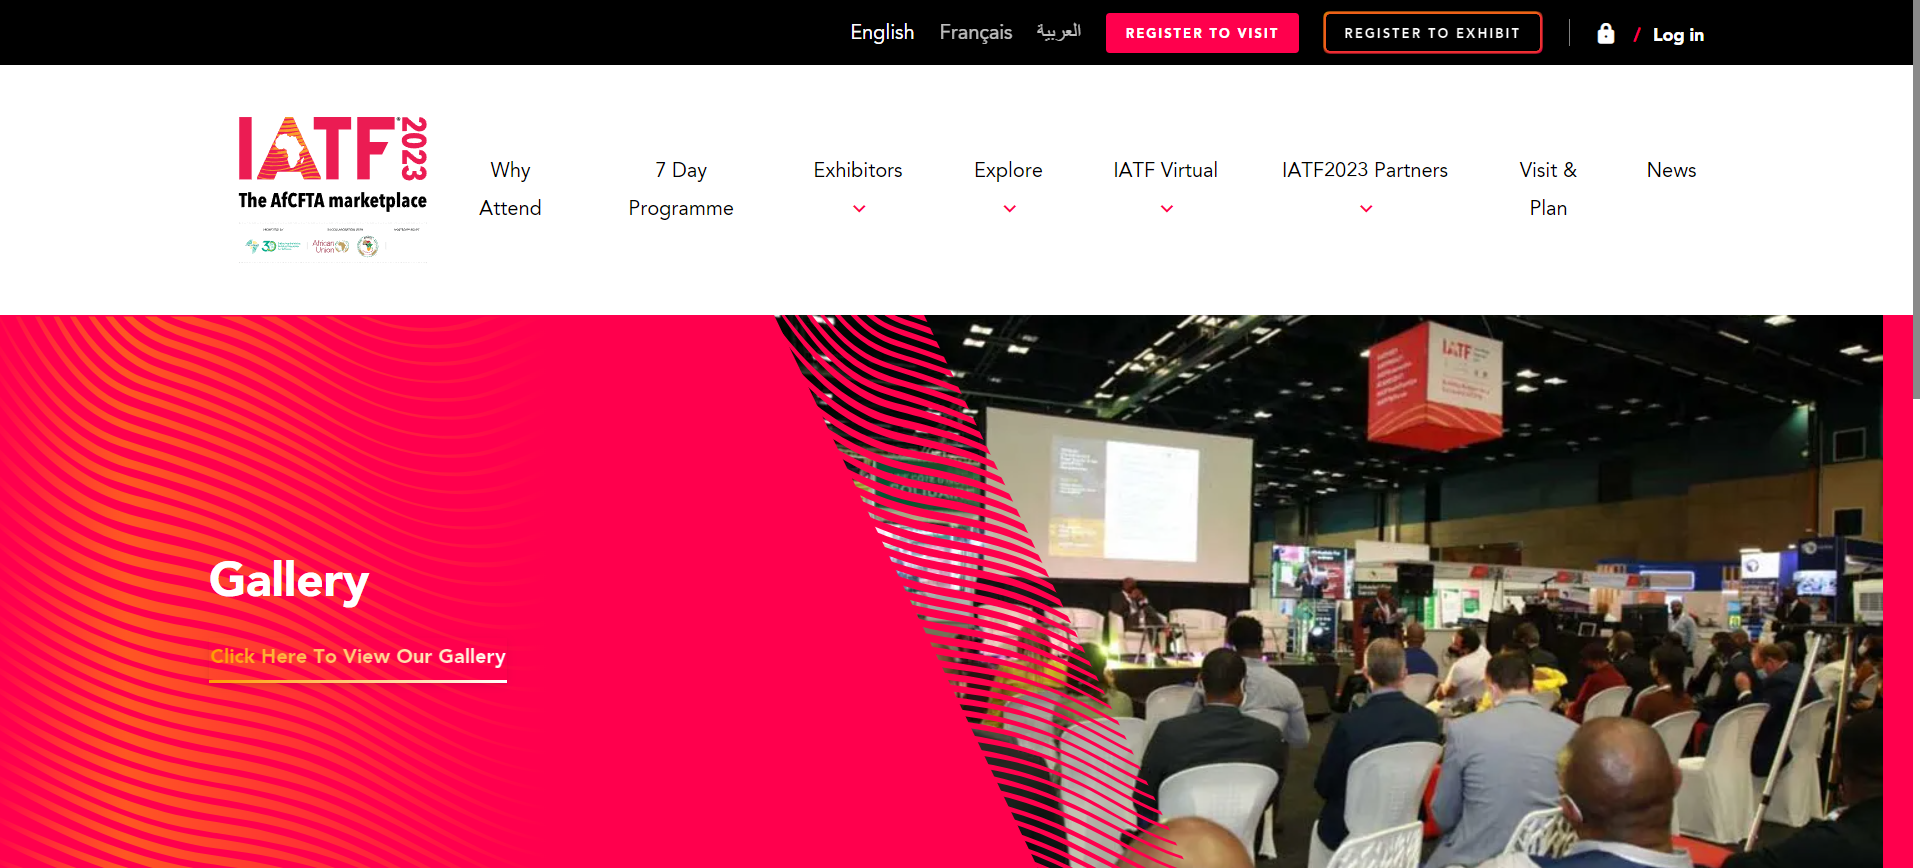 English Français العربية REGISTER TO VISIT REGISTER TO EXHIBIT / Log in
IATF 2023
The AfCFTA marketplace
African
Union
Why
Attend
7 Day
Programme
Exhibitors
Explore
IATF Virtual
IATF2023 Partners
Visit &
Plan
News
IATF
Gallery
Click Here To View Our Gallery